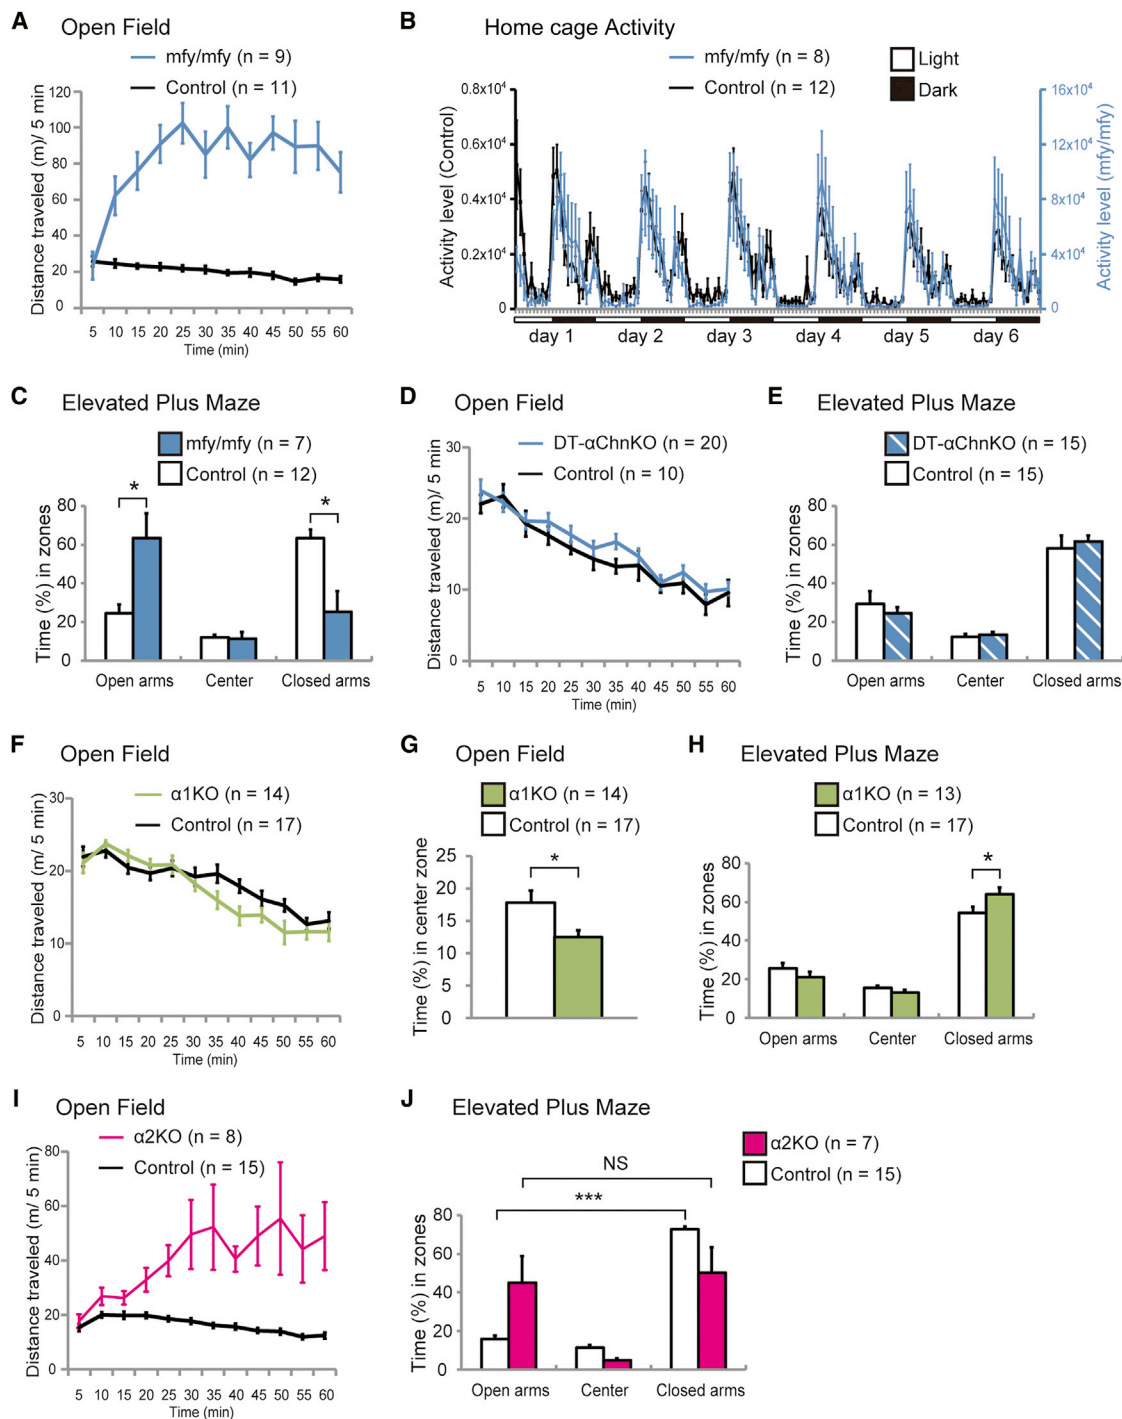 A Open Field
mfy/mfy (n = 9)
Control (n = 11)
Distance traveled (m)/ 5 min
120
100
80
60
40
20
0
5 10 15 20 25 30 35 40 45 50 55 60
Time (min)
B Home cage Activity
mfy/mfy (n = 8)
Control (n = 12)
Light
Dark
Activity level (Control)
0.8x10⁴
0.6x10⁴
0.4x10⁴
0.2x10⁴
0
16x10⁴
12x10⁴
8x10⁴
4x10⁴
0
Activity level (mfy/mfy)
day 1 day 2 day 3 day 4 day 5 day 6
C Elevated Plus Maze
mfy/mfy (n = 7)
Control (n = 12)
Time (%) in zones
80
60
40
20
0
* *
Open arms Center Closed arms
D Open Field
DT-αChnKO (n = 20)
Control (n = 10)
Distance traveled (m)/ 5 min
30
20
10
0
5 10 15 20 25 30 35 40 45 50 55 60
Time (min)
E Elevated Plus Maze
DT-αChnKO (n = 15)
Control (n = 15)
Time (%) in zones
80
60
40
20
0
Open arms Center Closed arms
F Open Field
α1KO (n = 14)
Control (n = 17)
Distance traveled (m/ 5 min)
30
20
10
0
5 10 15 20 25 30 35 40 45 50 55 60
Time (min)
G Open Field
α1KO (n = 14)
Control (n = 17)
Time (%) in center zone
25
20
15
10
5
0
*
H Elevated Plus Maze
α1KO (n = 13)
Control (n = 17)
Time (%) in zones
80
60
40
20
0
*
Open arms Center Closed arms
I Open Field
α2KO (n = 8)
Control (n = 15)
Distance traveled (m/ 5 min)
80
60
40
20
0
5 10 15 20 25 30 35 40 45 50 55 60
Time (min)
J Elevated Plus Maze
α2KO (n = 7)
Control (n = 15)
NS
***
Time (%) in zones
80
60
40
20
0
Open arms Center Closed arms